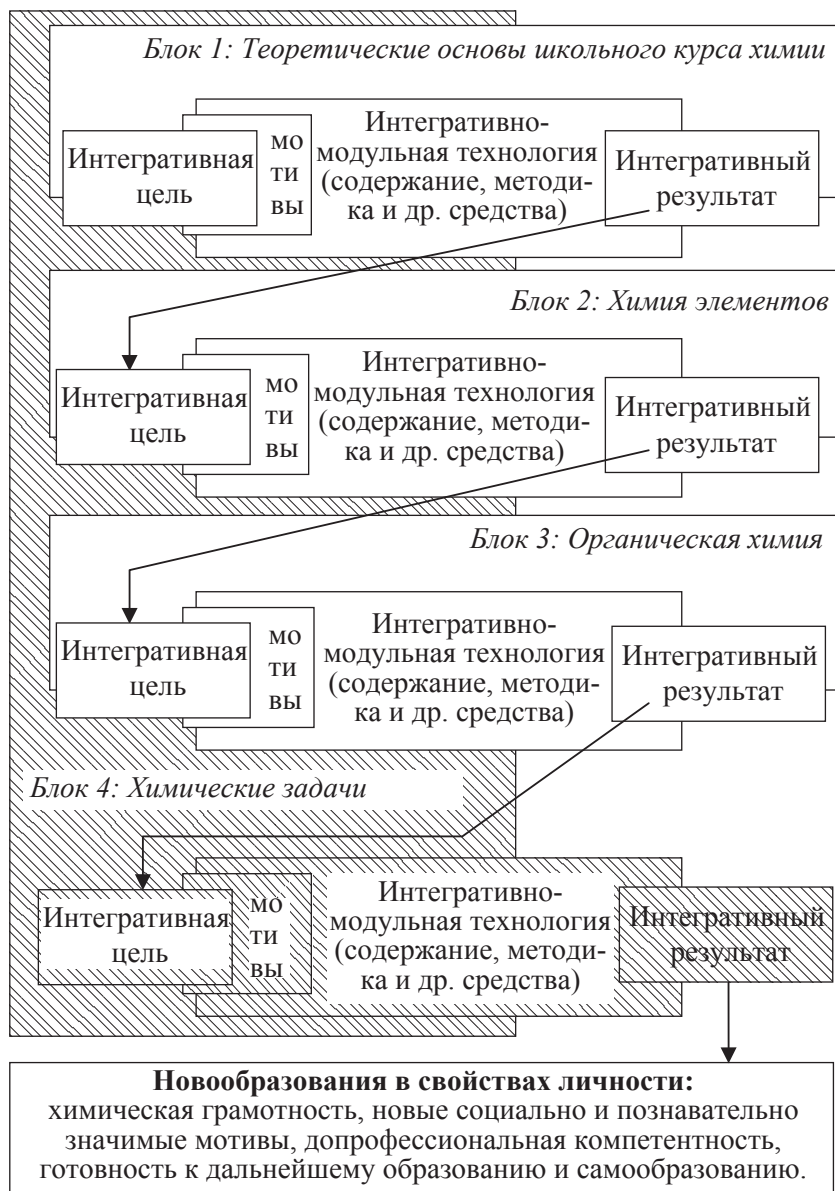 Блок 1: Теоретические основы школьного курса химии
Интегративная
цель
мо
ти
вы
Интегративно-
модульная технология
(содержание, методи-
ка и др. средства)
Интегративный
результат
Блок 2: Химия элементов
Интегративная
цель
мо
ти
вы
Интегративно-
модульная технология
(содержание, методи-
ка и др. средства)
Интегративный
результат
Блок 3: Органическая химия
Интегративная
цель
мо
ти
вы
Интегративно-
модульная технология
(содержание, методи-
ка и др. средства)
Интегративный
результат
Блок 4: Химические задачи
Интегративная
цель
мо
ти
вы
Интегративно-
модульная технология
(содержание, методи-
ка и др. средства)
Интегративный
результат
Новообразования в свойствах личности:
химическая грамотность, новые социально и познавательно
значимые мотивы, допрофессиональная компетентность,
готовность к дальнейшему образованию и самообразованию.